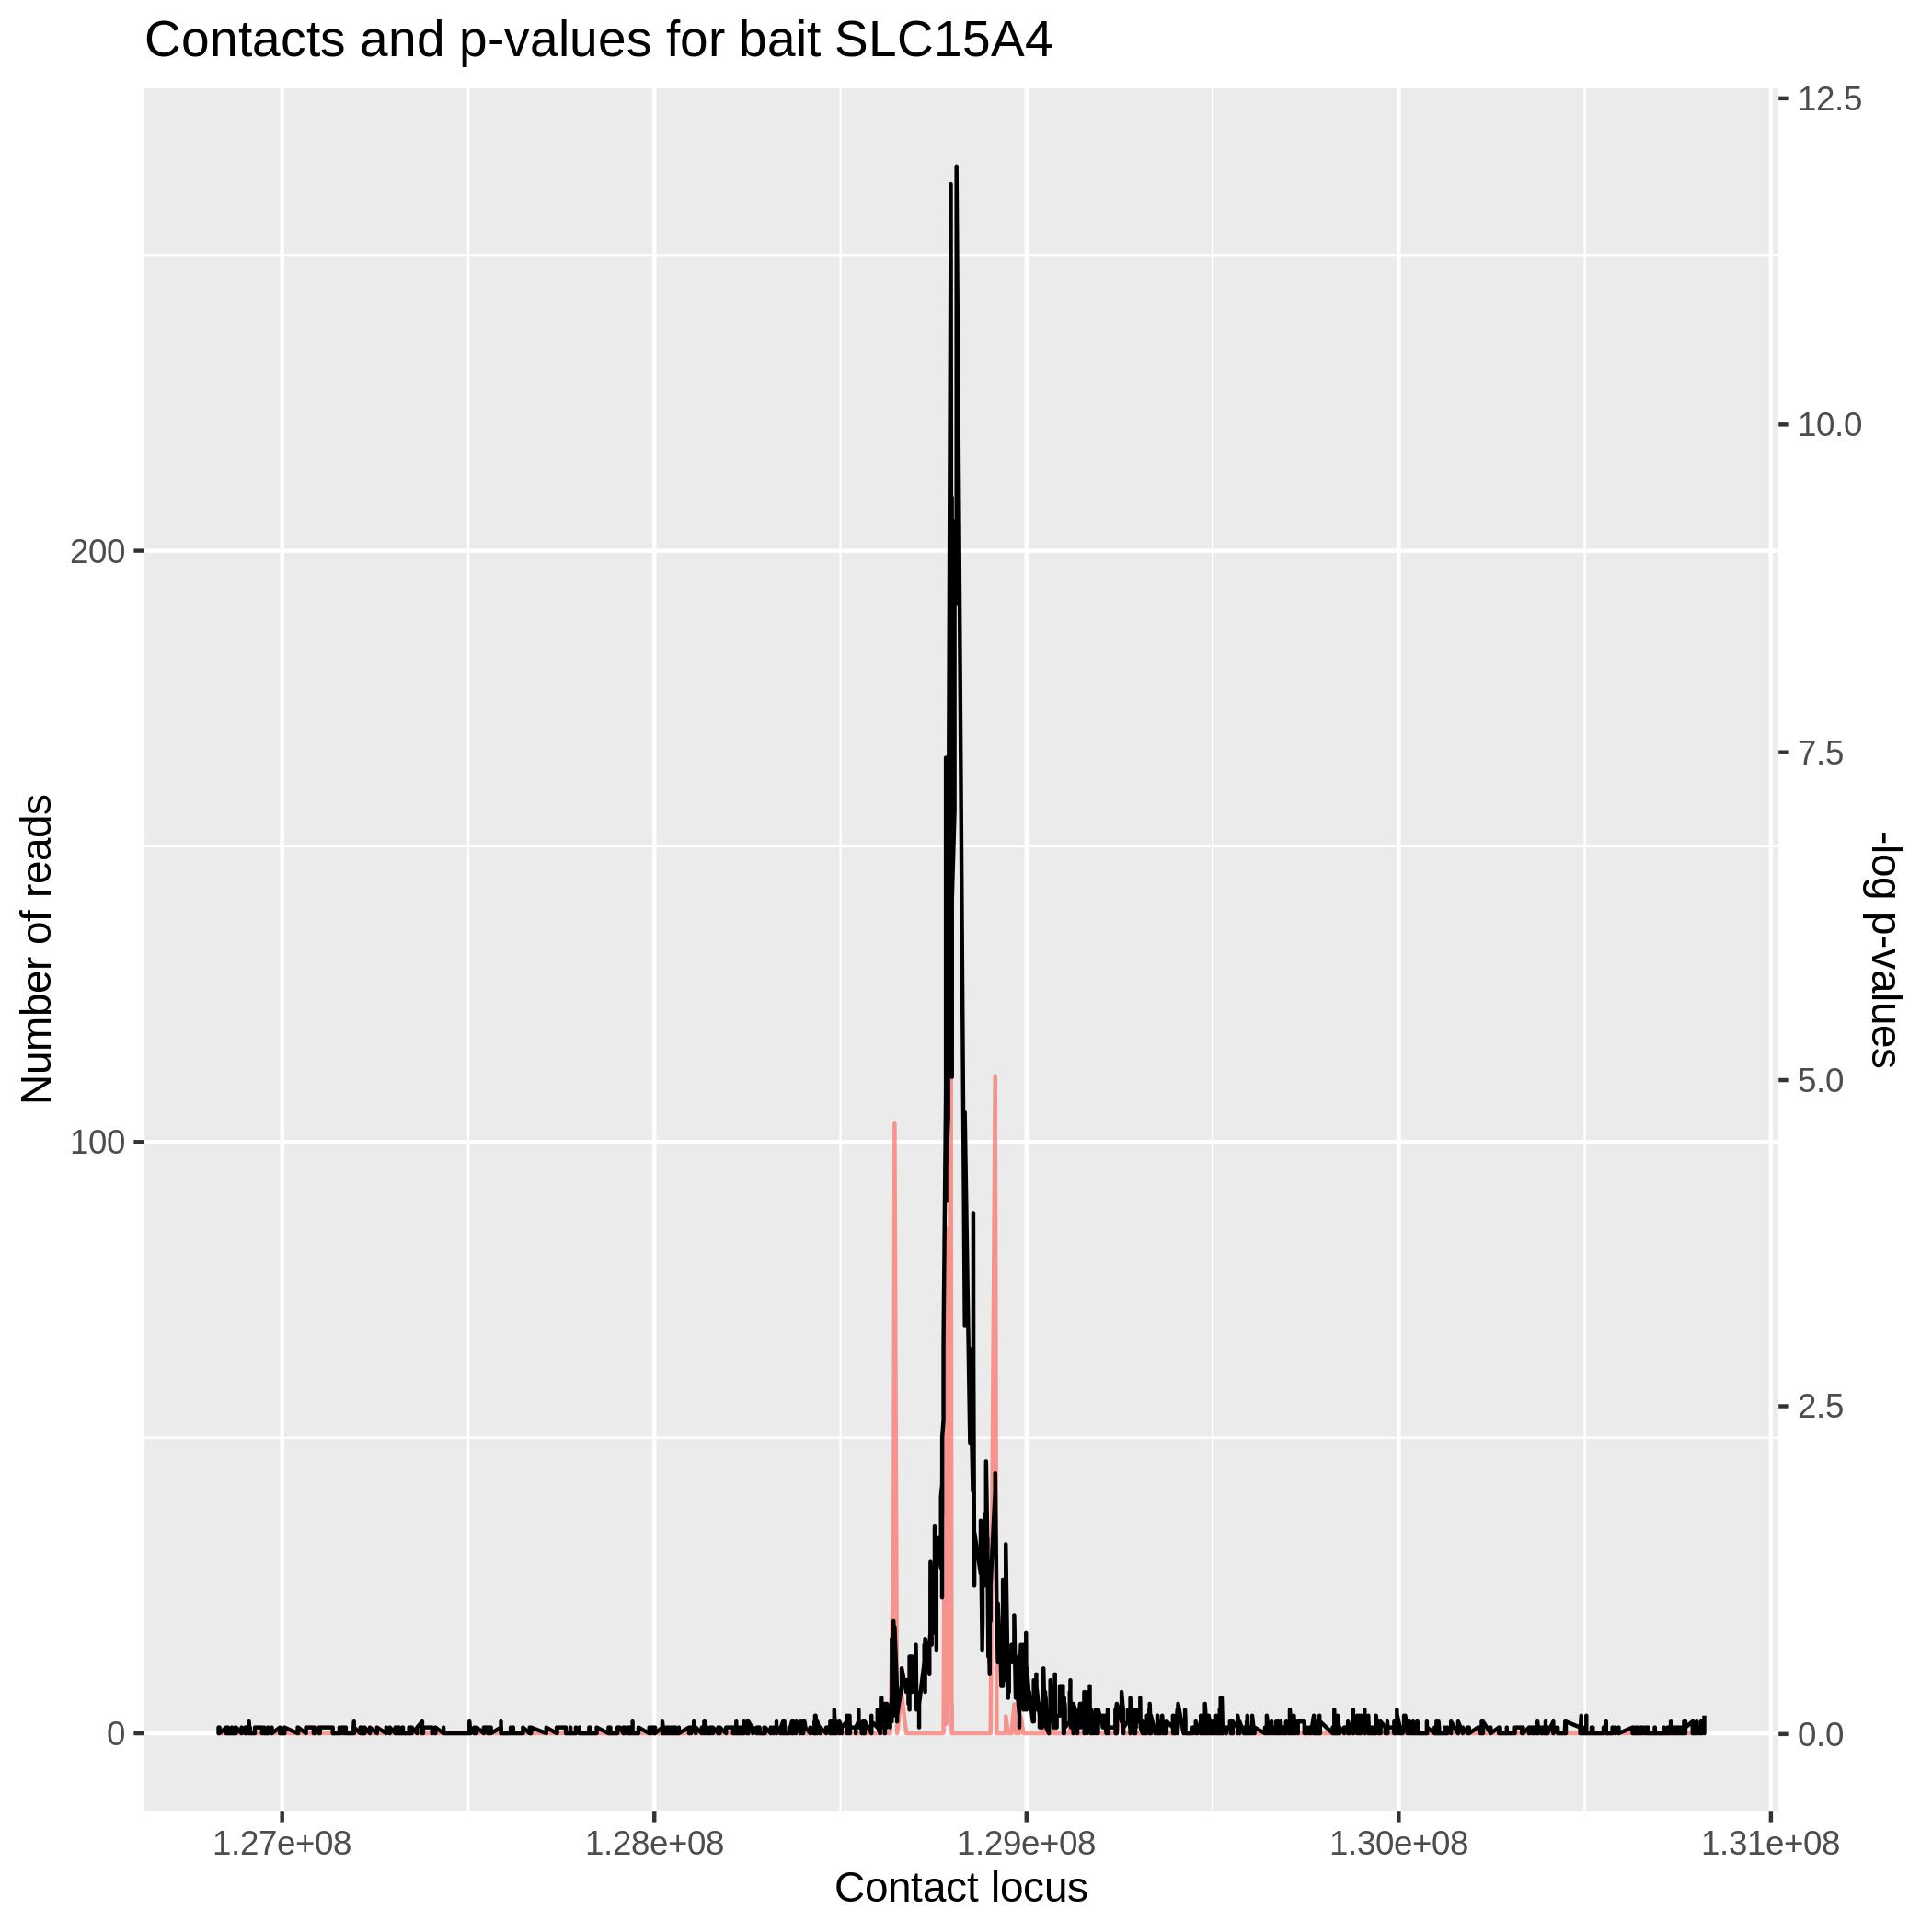 Contacts and p-values for bait SLC15A4
Number of reads
200
100
0
12.5
10.0
7.5
5.0
2.5
0.0
-log p-values
1.27e+08
1.28e+08
1.29e+08
1.30e+08
1.31e+08
Contact locus